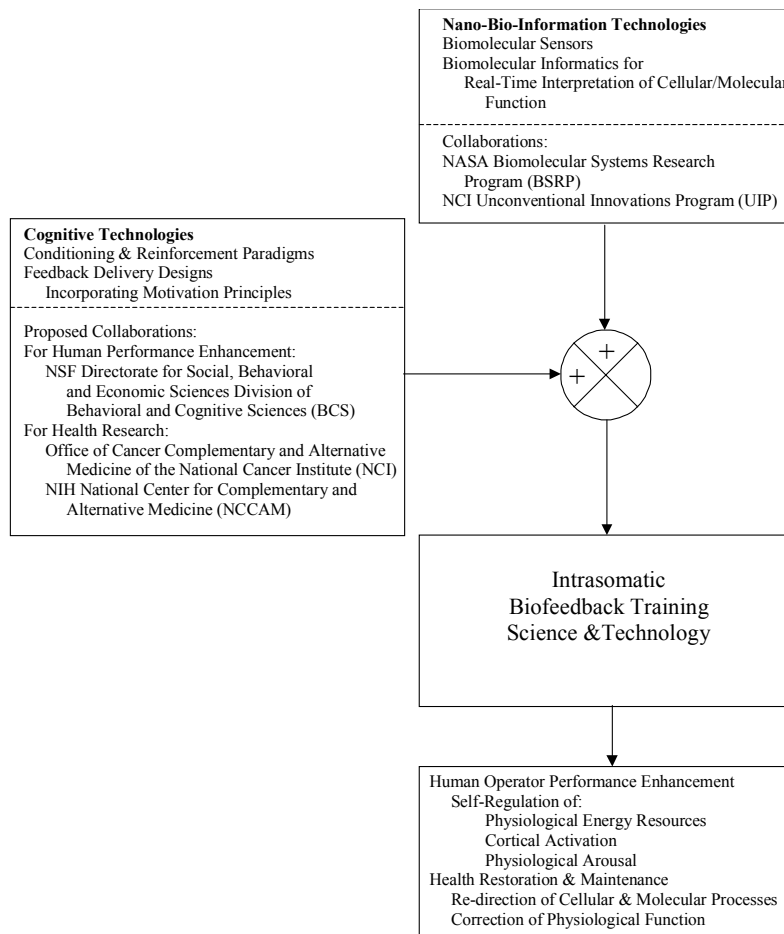 Nano-Bio-Information Technologies
Biomolecular Sensors
Biomolecular Informatics for
Real-Time Interpretation of Cellular/Molecular
Function
Collaborations:
NASA Biomolecular Systems Research
Program (BSRP)
NCI Unconventional Innovations Program (UIP)
Cognitive Technologies
Conditioning & Reinforcement Paradigms
Feedback Delivery Designs
Incorporating Motivation Principles
Proposed Collaborations:
For Human Performance Enhancement:
NSF Directorate for Social, Behavioral
and Economic Sciences Division of
Behavioral and Cognitive Sciences (BCS)
For Health Research:
Office of Cancer Complementary and Alternative
Medicine of the National Cancer Institute (NCI)
NIH National Center for Complementary and
Alternative Medicine (NCCAM)
+
+
Intrasomatic
Biofeedback Training
Science &Technology
Human Operator Performance Enhancement
Self-Regulation of:
Physiological Energy Resources
Cortical Activation
Physiological Arousal
Health Restoration & Maintenance
Re-direction of Cellular & Molecular Processes
Correction of Physiological Function